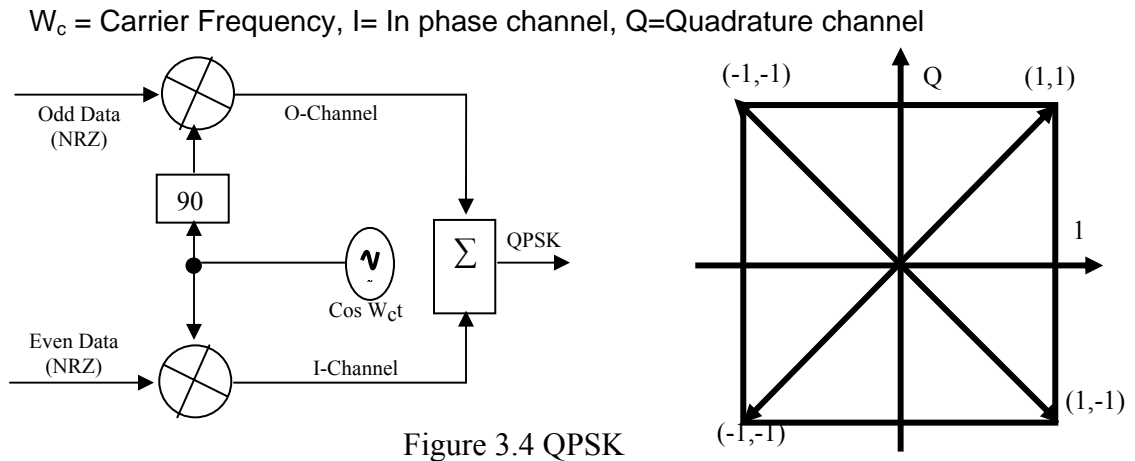 Wc = Carrier Frequency, I= In phase channel, Q=Quadrature channel
Odd Data
(NRZ)
O-Channel
90
∑
QPSK
Cos Wct
Even Data
(NRZ)
I-Channel
(-1,-1)
Q
(1,1)
1
(-1,-1)
(1,-1)
Figure 3.4 QPSK